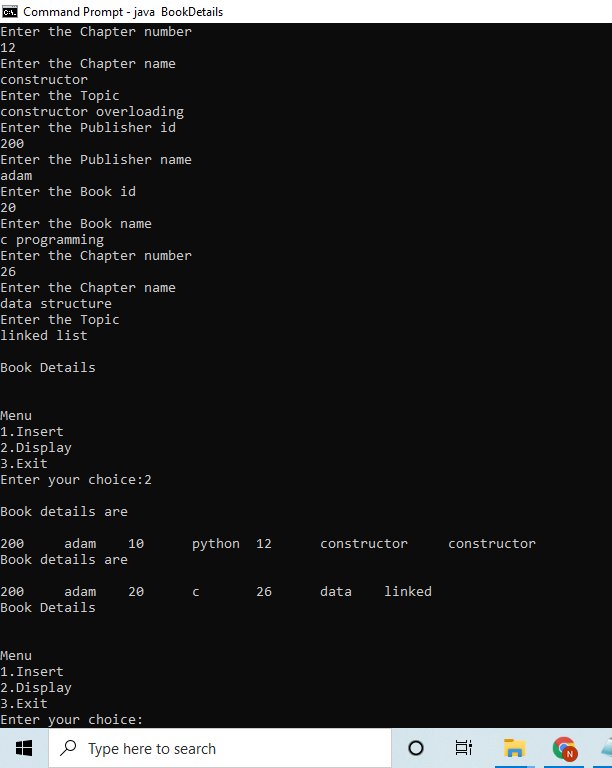 Command Prompt - java BookDetails
Enter the Chapter number
12
Enter the Chapter name
constructor
Enter the Topic
constructor overloading
Enter the Publisher id
200
Enter the Publisher name
adam
Enter the Book id
20
Enter the Book name
c programming
Enter the Chapter number
26
Enter the Chapter name
data structure
Enter the Topic
linked list
Book Details
Menu
1.Insert
2.Display
3.Exit
Enter your choice:2
Book details are
200 adam 10 python 12 constructor constructor
Book details are
200 adam 20 c 26 data linked
Book Details
Menu
1.Insert
2.Display
3.Exit
Enter your choice:
Type here to search
N